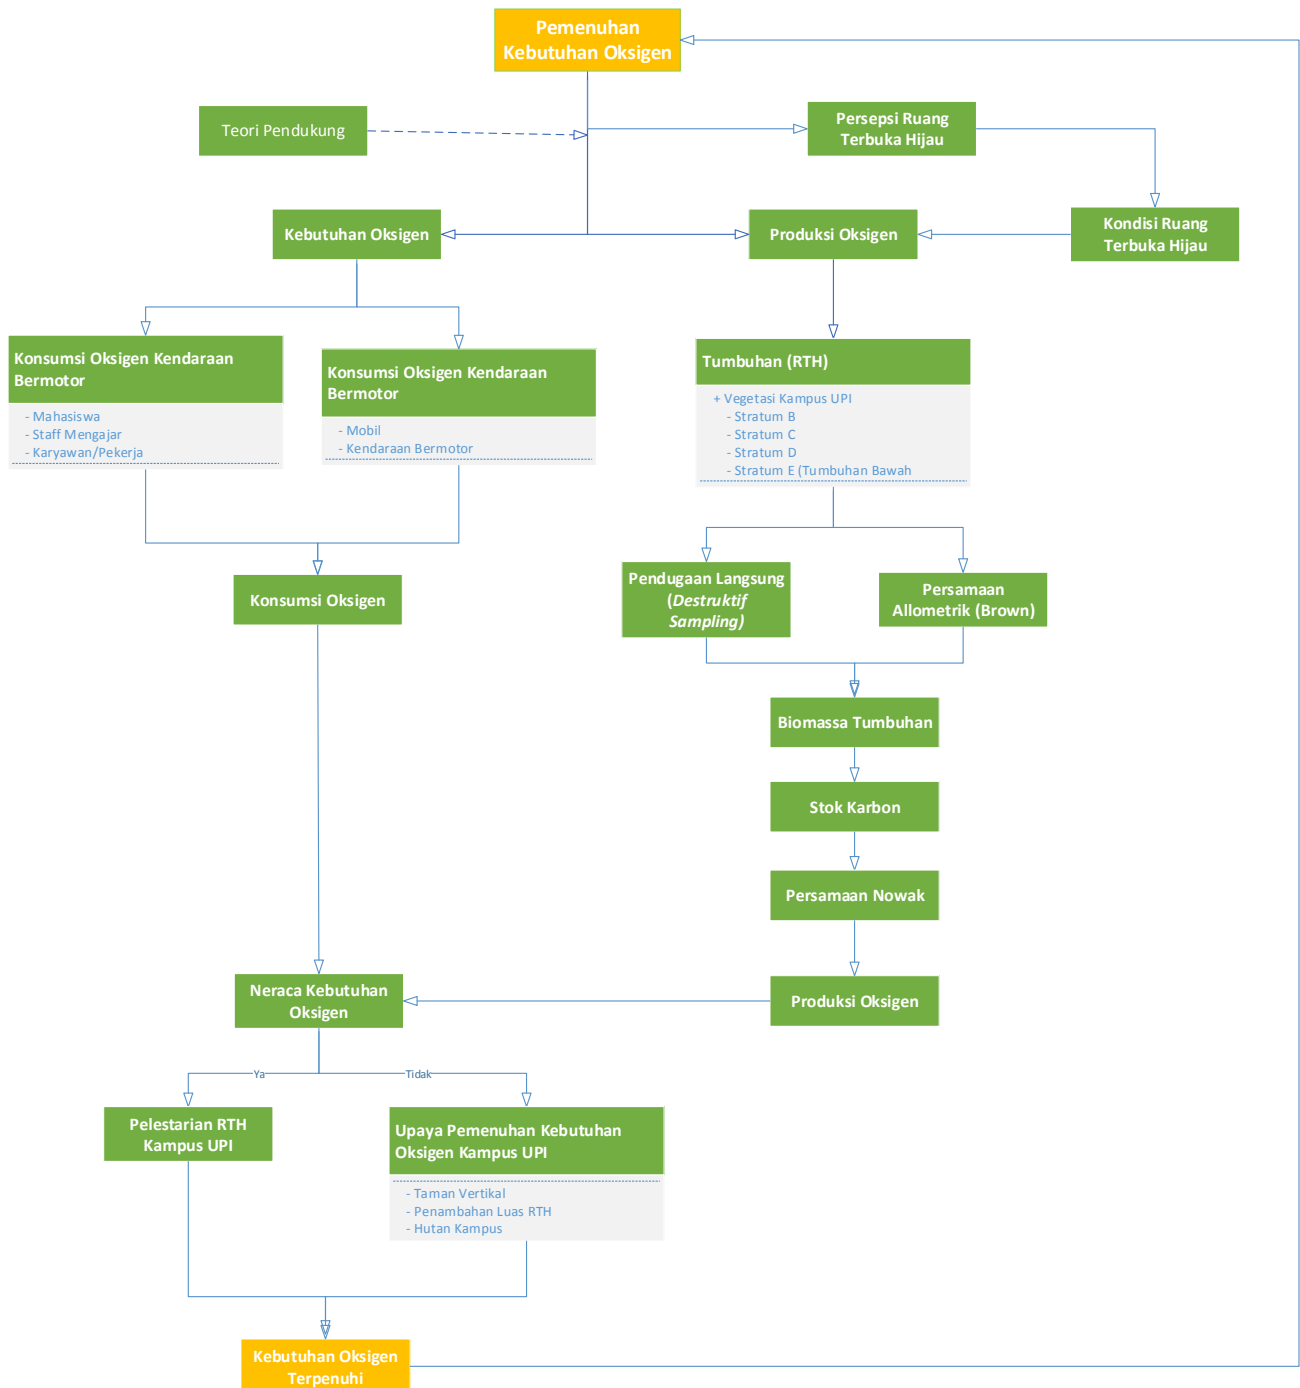 Pemenuhan
Kebutuhan Oksigen
Teori Pendukung
Persepsi Ruang
Terbuka Hijau
Kebutuhan Oksigen
Produksi Oksigen
Kondisi Ruang
Terbuka Hijau
Konsumsi Oksigen Kendaraan
Bermotor
- Mahasiswa
- Staff Mengajar
- Karyawan/Pekerja
Konsumsi Oksigen Kendaraan
Bermotor
- Mobil
- Kendaraan Bermotor
Tumbuhan (RTH)
+ Vegetasi Kampus UPI
- Stratum B
- Stratum C
- Stratum D
- Stratum E (Tumbuhan Bawah
Konsumsi Oksigen
Pendugaan Langsung
(Destruktif
Sampling)
Persamaan
Allometrik (Brown)
Biomassa Tumbuhan
Stok Karbon
Persamaan Nowak
Neraca Kebutuhan
Oksigen
Produksi Oksigen
Ya
Tidak
Pelestarian RTH
Kampus UPI
Upaya Pemenuhan Kebutuhan
Oksigen Kampus UPI
- Taman Vertikal
- Penambahan Luas RTH
- Hutan Kampus
Kebutuhan Oksigen
Terpenuhi